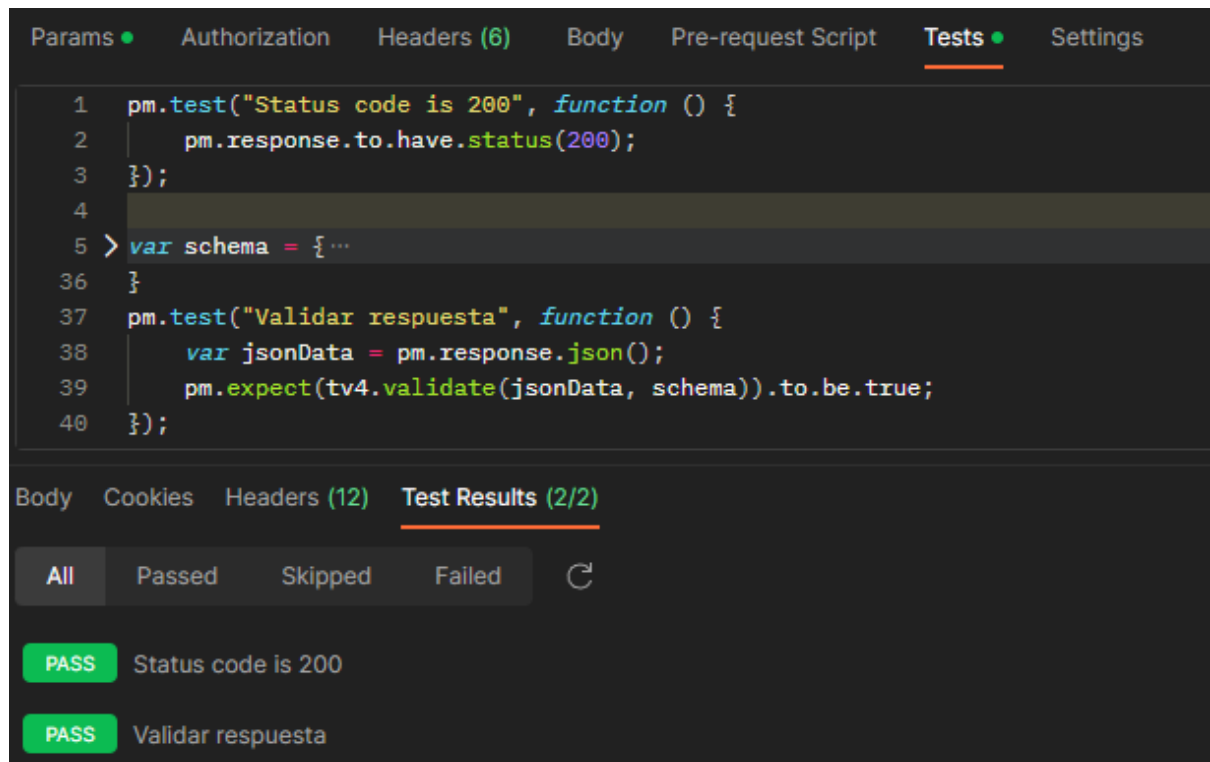 Params Authorization Headers (6) Body Pre-request Script Tests Settings
1 pm.test("Status code is 200", function () {
2 pm.response.to.have.status(200);
3 });
4
5 var schema = {···
36 }
37 pm.test("Validar respuesta", function () {
38 var jsonData = pm.response.json();
39 pm.expect(tv4.validate(jsonData, schema)).to.be.true;
40 });
Body Cookies Headers (12) Test Results (2/2)
All Passed Skipped Failed
PASS Status code is 200
PASS Validar respuesta